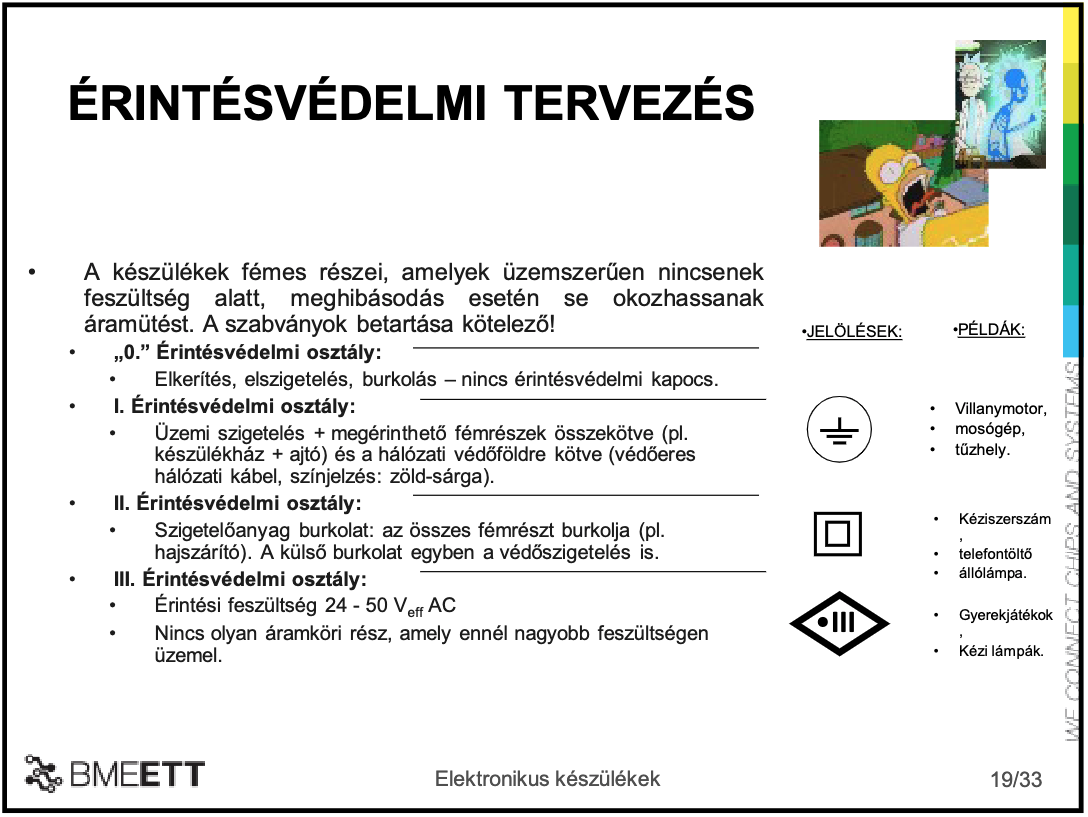 ÉRINTÉSVÉDELMI TERVEZÉS
• A készülékek fémes részei, amelyek üzemszerűen nincsenek
feszültség alatt, meghibásodás esetén se okozhassanak
áramütést. A szabványok betartása kötelező!
• „0.” Érintésvédelmi osztály:
• Elkerítés, elszigetelés, burkolás – nincs érintésvédelmi kapocs.
• I. Érintésvédelmi osztály:
• Üzemi szigetelés + megérinthető fémrészek összekötve (pl.
készülékház + ajtó) és a hálózati védőföldre kötve (védőeres
hálózati kábel, színjelzés: zöld-sárga).
• II. Érintésvédelmi osztály:
• Szigetelőanyag burkolat: az összes fémrészt burkolja (pl.
hajszárító). A külső burkolat egyben a védőszigetelés is.
• III. Érintésvédelmi osztály:
• Érintési feszültség 24 - 50 Veff AC
• Nincs olyan áramköri rész, amely ennél nagyobb feszültségen
üzemel.
•JELÖLÉSEK:
•PÉLDÁK:
• Villanymotor,
• mosógép,
• tűzhely.
• Kéziszerszám
,
• telefontöltő
• állólámpa.
•III
• Gyerekjátékok
,
• Kézi lámpák.
WE CONNECT CHIPS AND SYSTEMS
BMEETT
Elektronikus készülékek
19/33